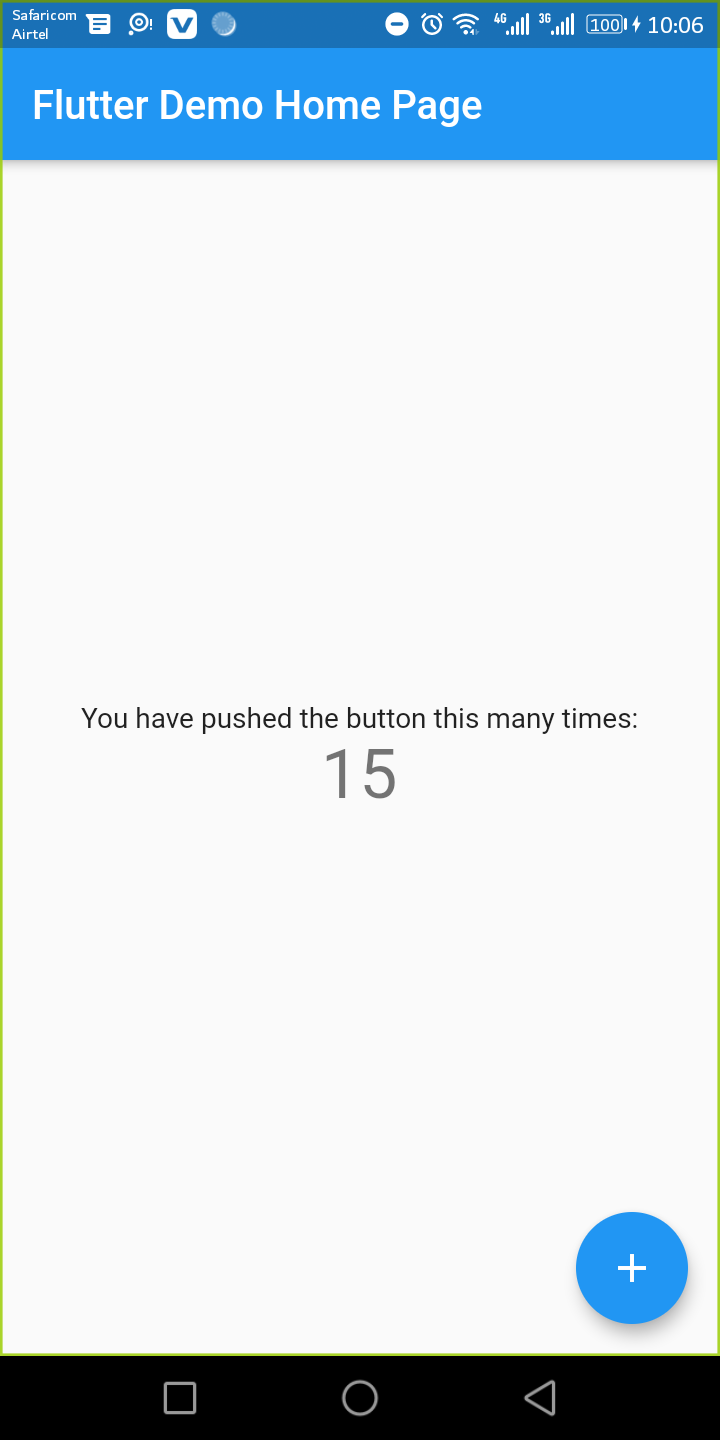 Safaricom
Airtel
4G 3G 100 10:06
Flutter Demo Home Page
You have pushed the button this many times:
15